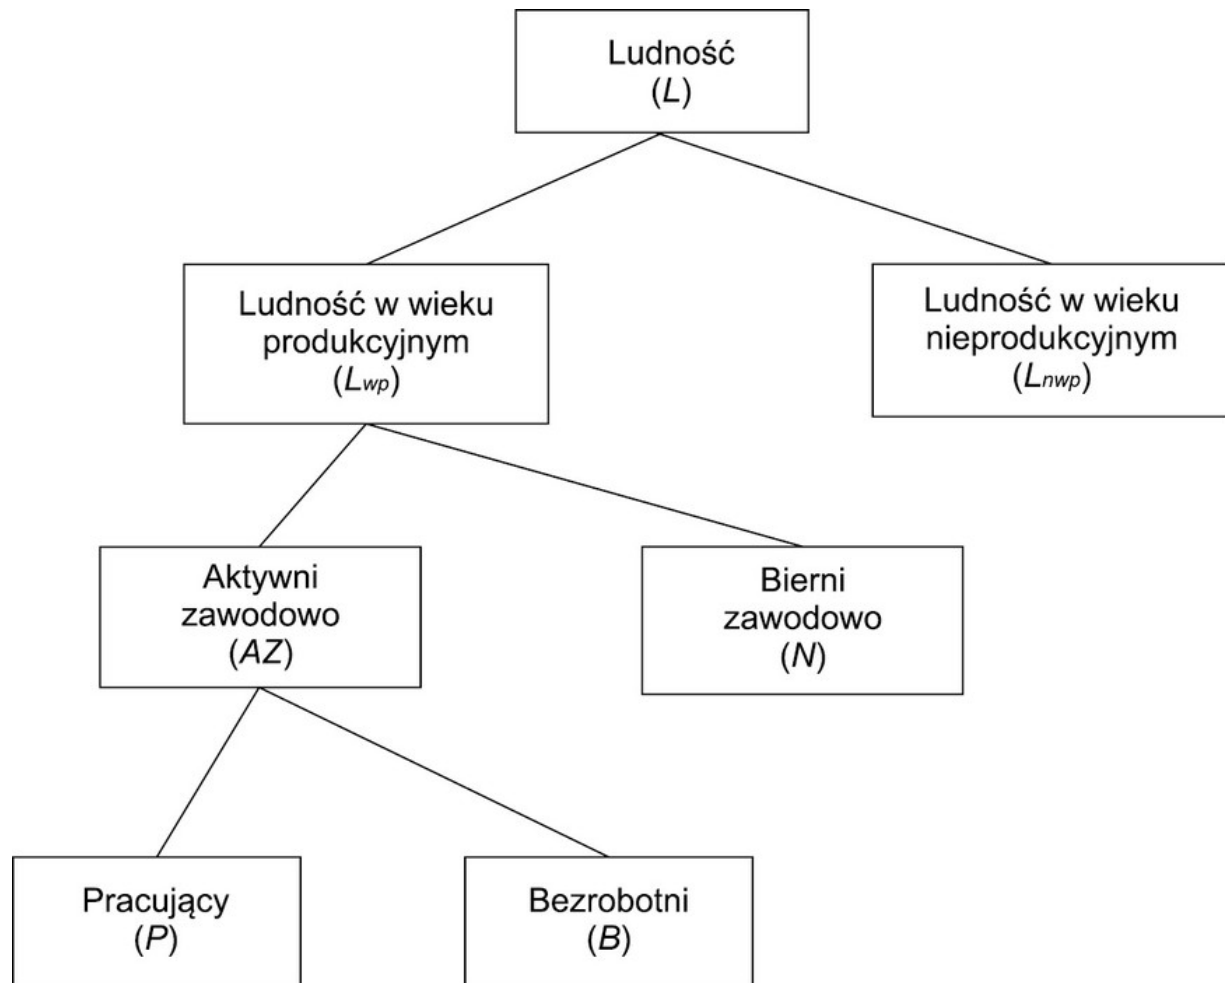 Ludność
(L)
Ludność w wieku
produkcyjnym
(Lwp)
Ludność w wieku
nieprodukcyjnym
(Lnwp)
Aktywni
zawodowo
(AZ)
Bierni
zawodowo
(N)
Pracujący
(P)
Bezrobotni
(B)